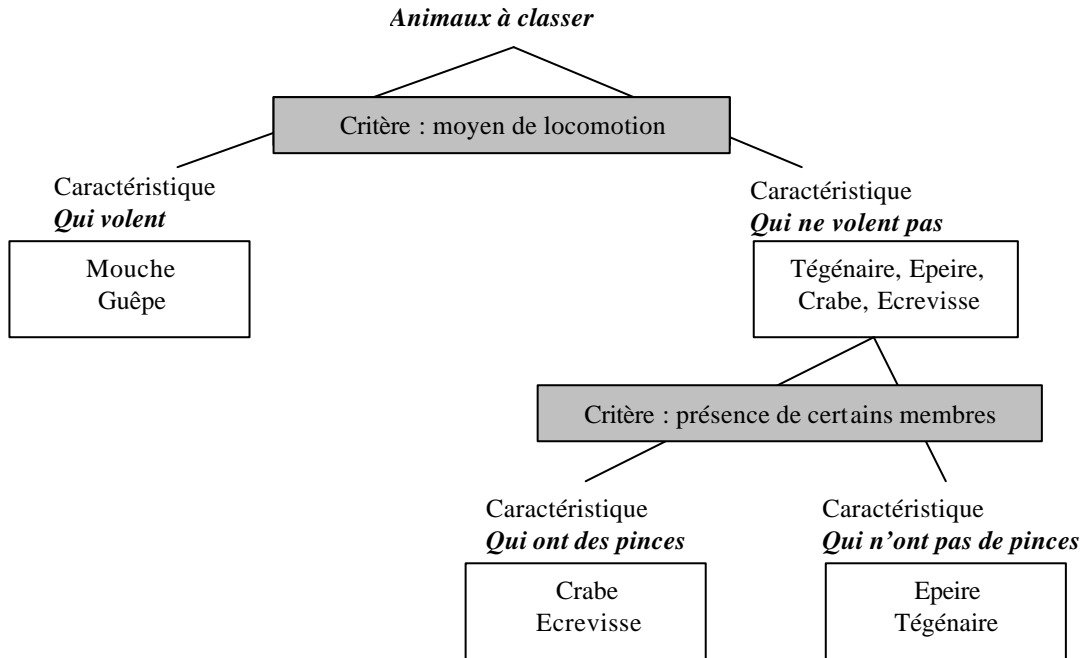 Animaux à classer
Critère : moyen de locomotion
Caractéristique
Qui volent
Mouche
Guêpe
Caractéristique
Qui ne volent pas
Tégénaire, Epeire,
Crabe, Ecrevisse
Critère : présence de certains membres
Caractéristique
Qui ont des pinces
Crabe
Ecrevisse
Caractéristique
Qui n’ont pas de pinces
Epeire
Tégénaire